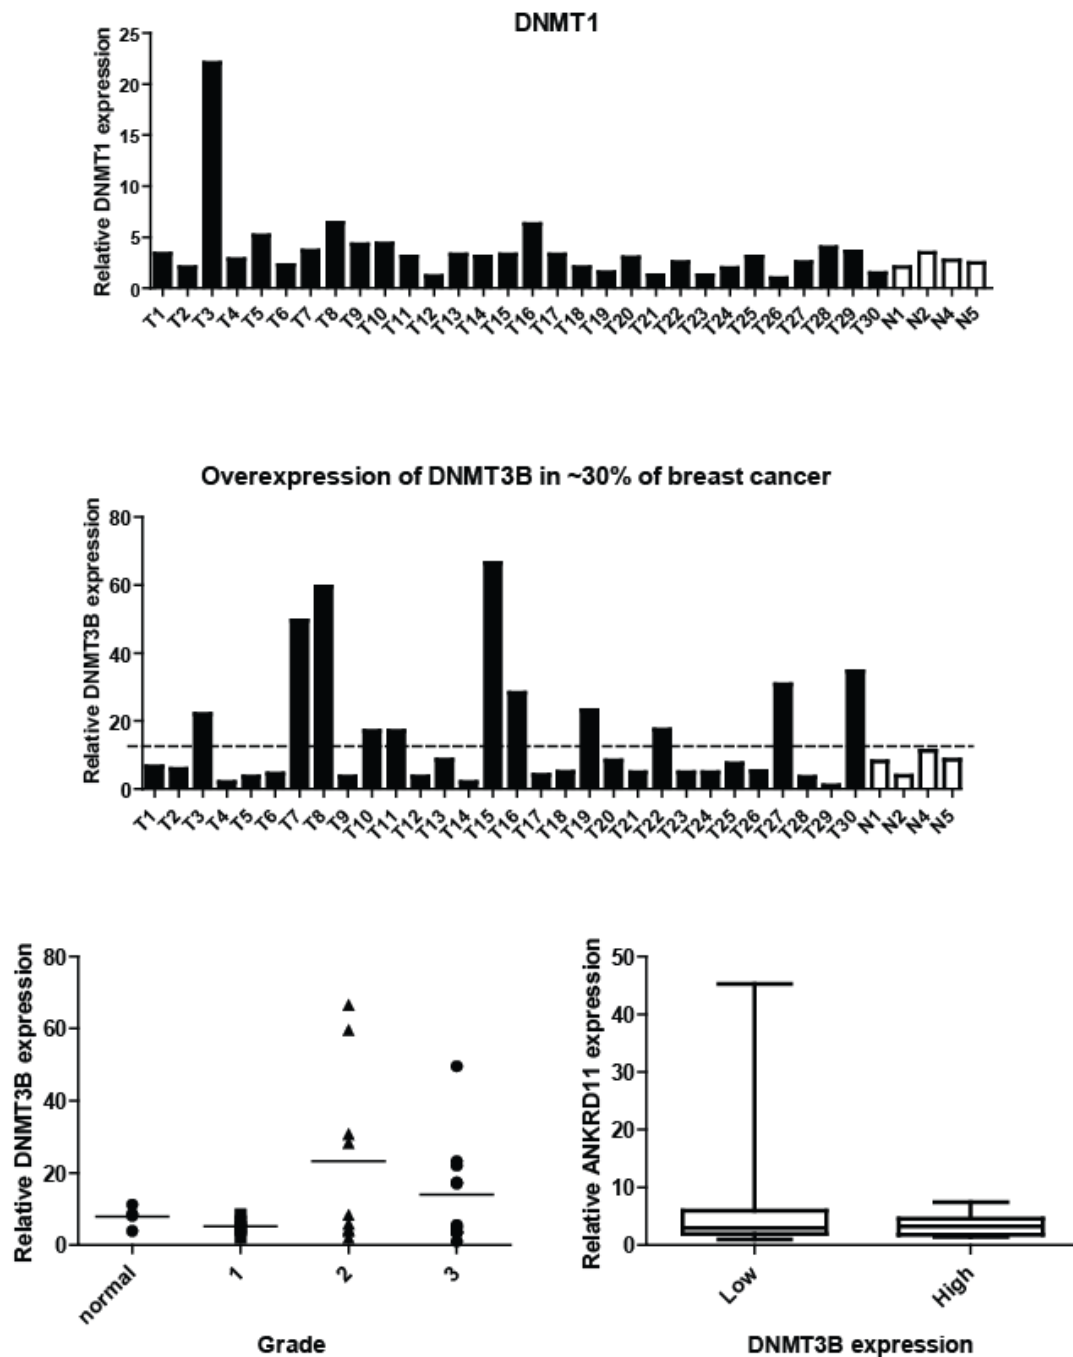 DNMT1
Relative DNMT1 expression
25
20
15
10
5
0
T1 T2 T3 T4 T5 T6 T7 T8 T9 T10 T11 T12 T13 T14 T15 T16 T17 T18 T19 T20 T21 T22 T23 T24 T25 T26 T27 T28 T29 T30 N1 N2 N4 N5
Overexpression of DNMT3B in ~30% of breast cancer
Relative DNMT3B expression
80
60
40
20
0
T1 T2 T3 T4 T5 T6 T7 T8 T9 T10 T11 T12 T13 T14 T15 T16 T17 T18 T19 T20 T21 T22 T23 T24 T25 T26 T27 T28 T29 T30 N1 N2 N4 N5
Relative DNMT3B expression
80
60
40
20
0
normal 1 2 3
Grade
Relative ANKRD11 expression
50
40
30
20
10
0
Low High
DNMT3B expression